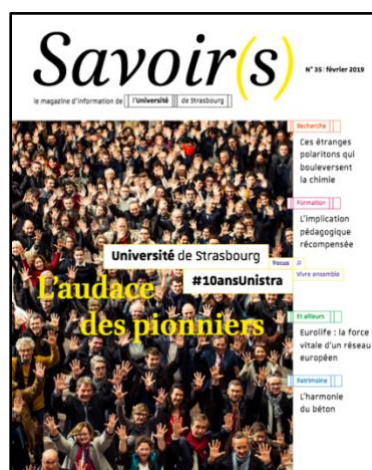 Savoir(s)
N° 35 | février 2019
le magazine d'information de l'Université de Strasbourg
Recherche
Ces étranges
polaritons qui
bouleversent
la chimie
Formation
L'implication
pédagogique
récompensée
Université de Strasbourg
Focus
#10ansUnistra
Vivre ensemble
L'audace
des pionniers
Et ailleurs
Eurolife : la force
vitale d'un réseau
européen
Patrimoine
L'harmonie
du béton